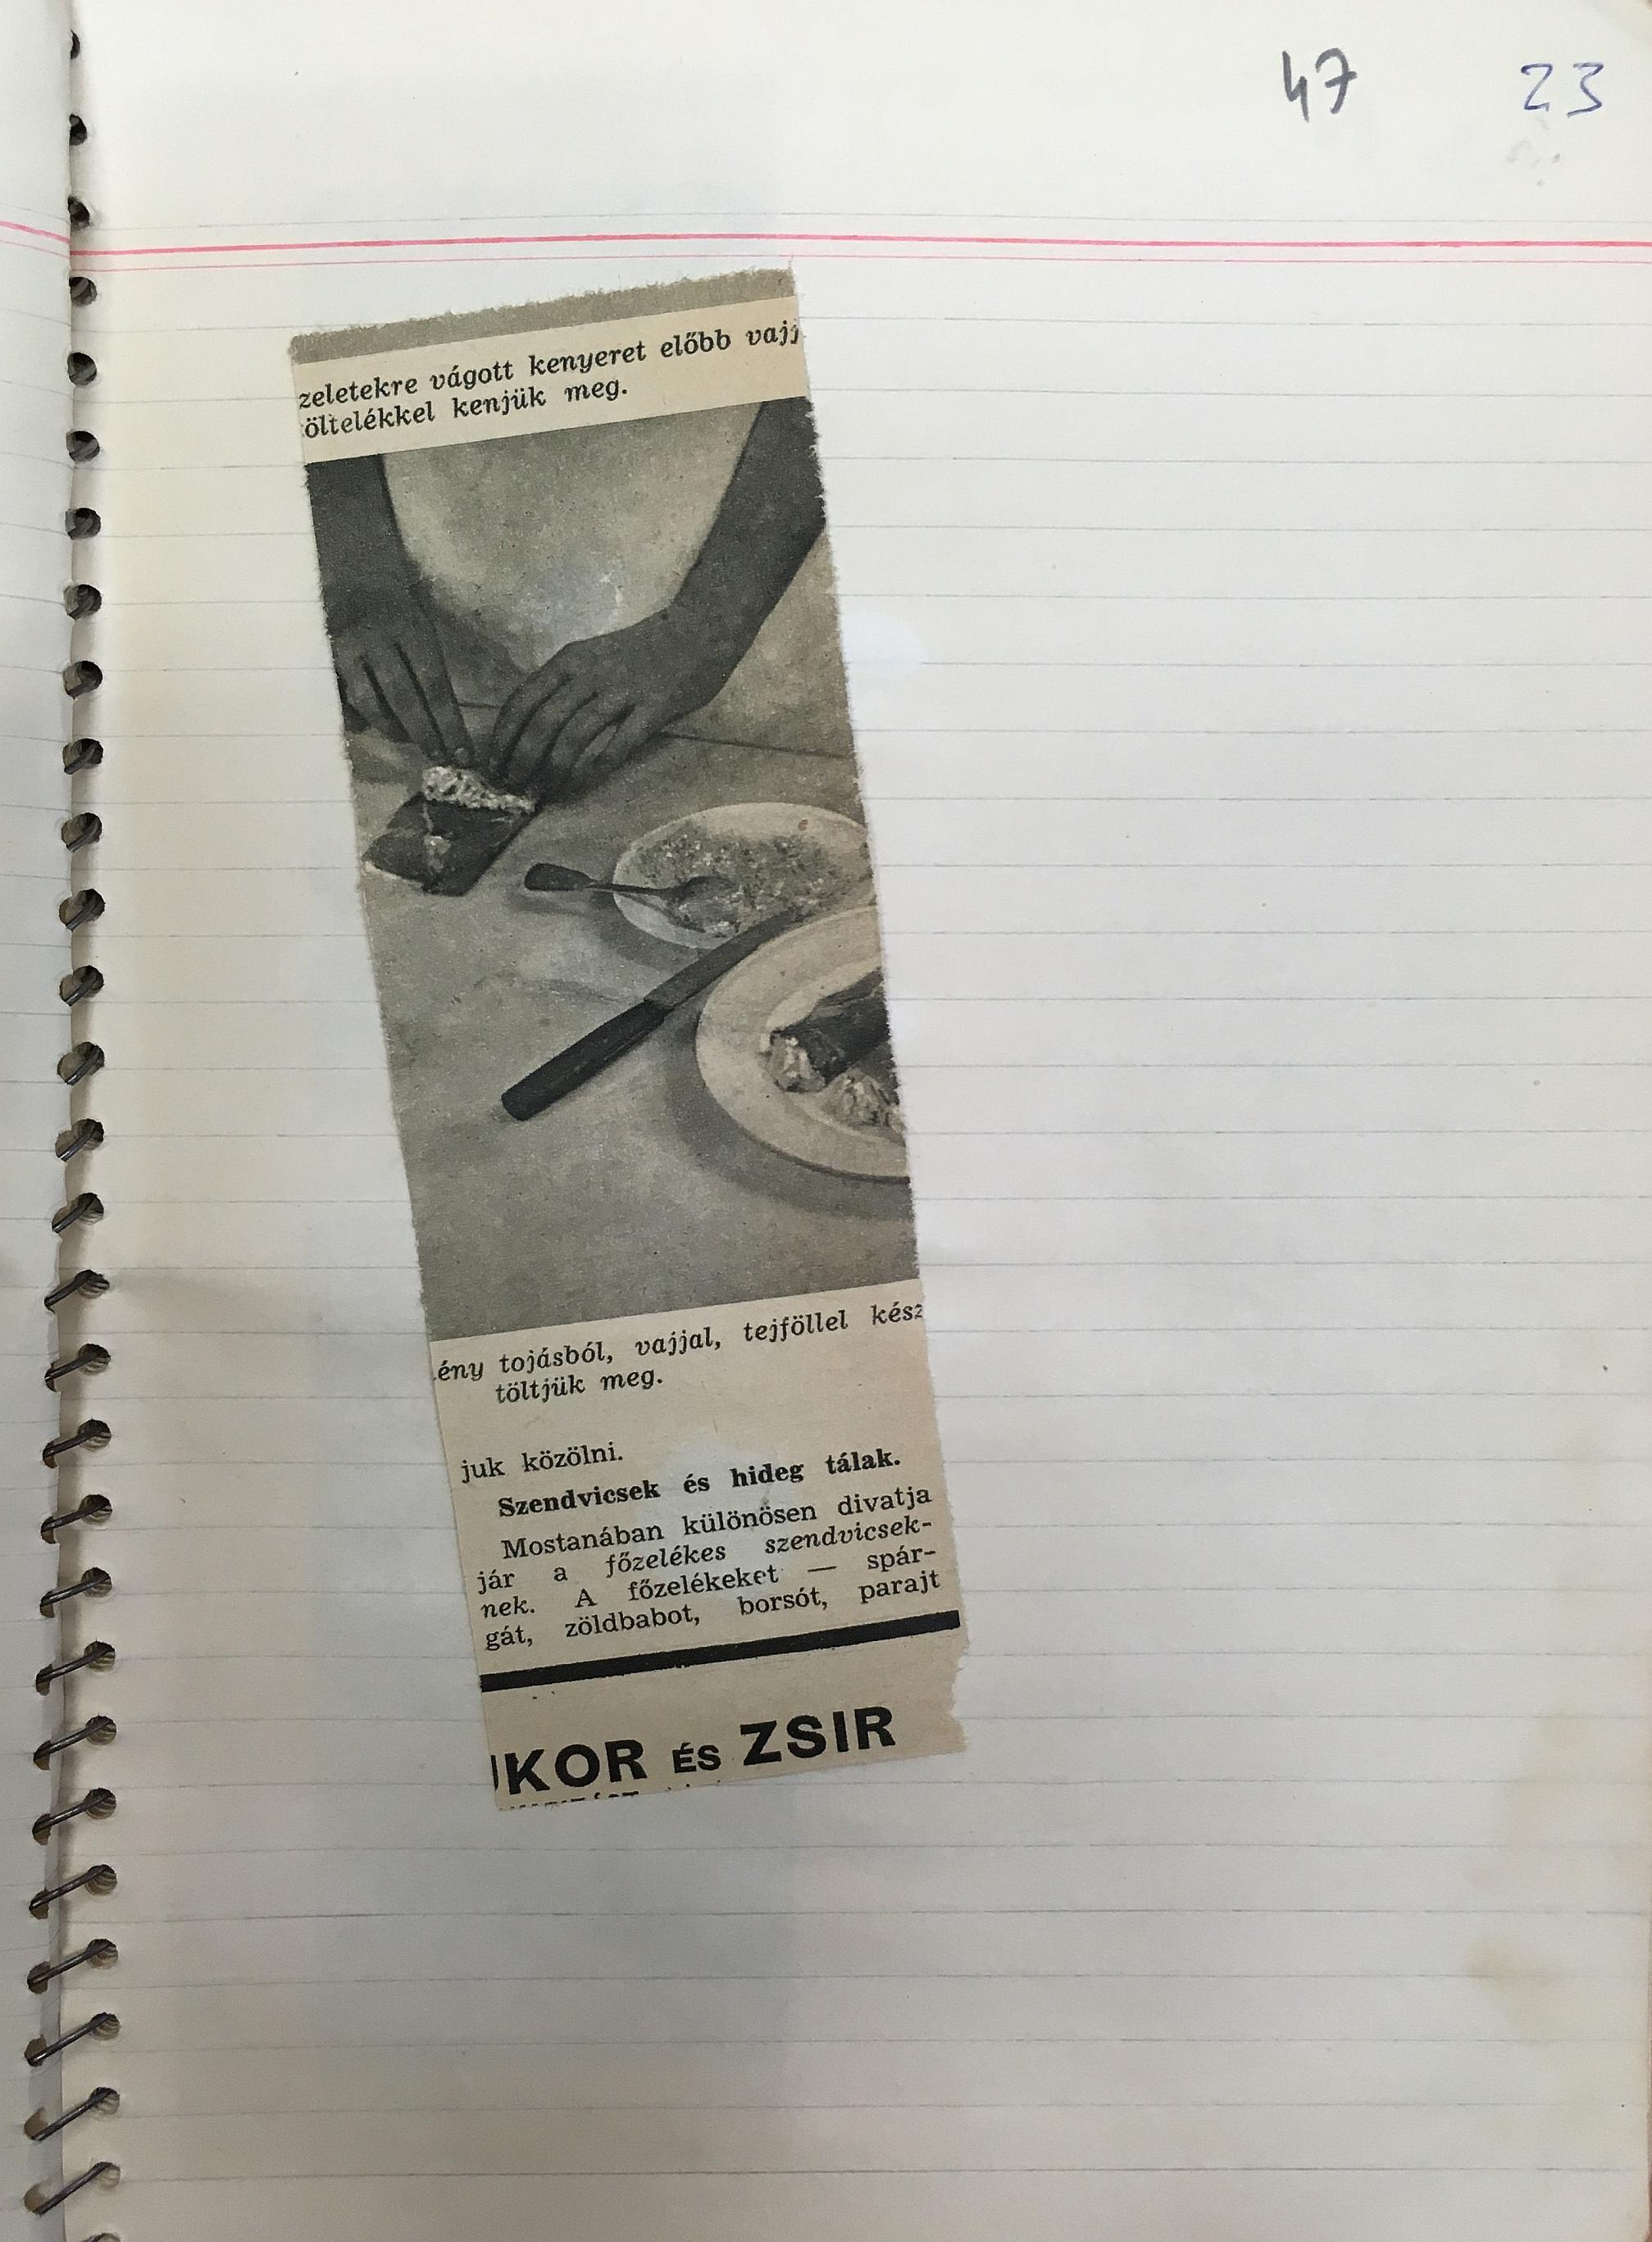 47 23
zeletekre vágott kenyeret előbb vajj
öltelékkel kenjük meg.
ény tojásból, vajjal, tejföllel kész
töltjük meg.
juk közölni.
Szendvicsek és hideg tálak.
Mostanában különösen divatja
jár a főzelékes szendvicsek-
nek. A főzelékeket — spár-
gát, zöldbabot, borsót, parajt
UKOR ÉS ZSIR